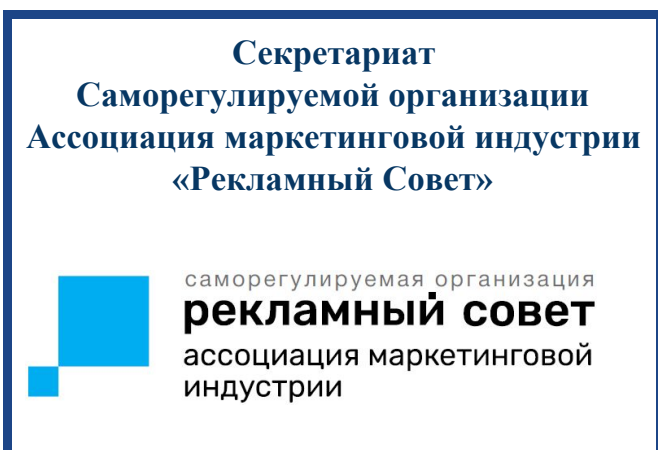 Секретариат
Саморегулируемой организации
Ассоциация маркетинговой индустрии
«Рекламный Совет»
саморегулируемая организация
рекламный совет
ассоциация маркетинговой
индустрии